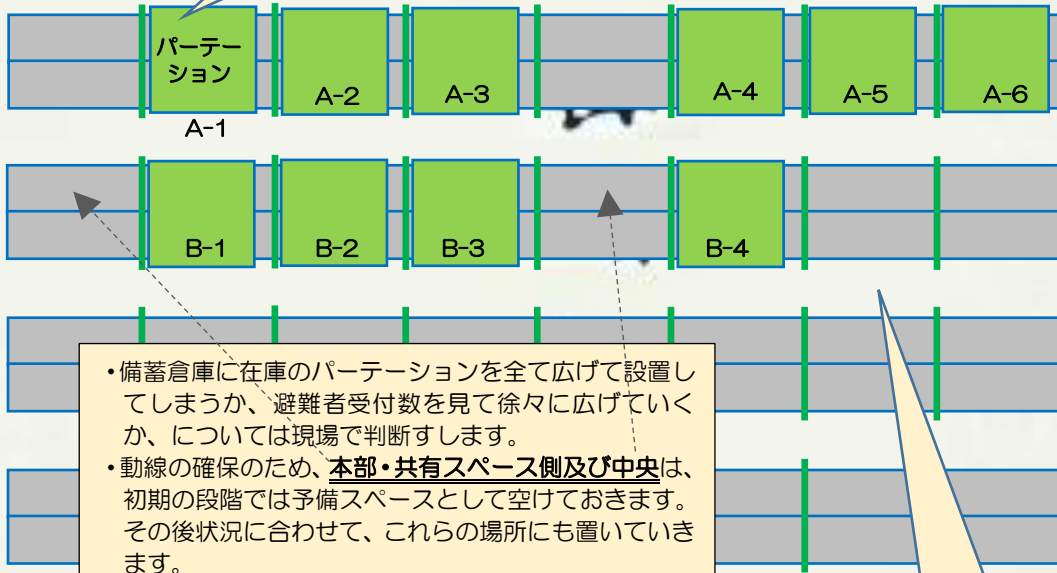 パーテー
ション
A-1
A-2
A-3
A-4
A-5
A-6
B-1
B-2
B-3
B-4
・備蓄倉庫に在庫のパーテーションを全て広げて設置し
てしまうか、避難者受付数を見て徐々に広げていく
か、については現場で判断すします。
・動線の確保のため、本部・共有スペース側及び中央は、
初期の段階では予備スペースとして空けておきます。
その後状況に合わせて、これらの場所にも置いていき
ます。